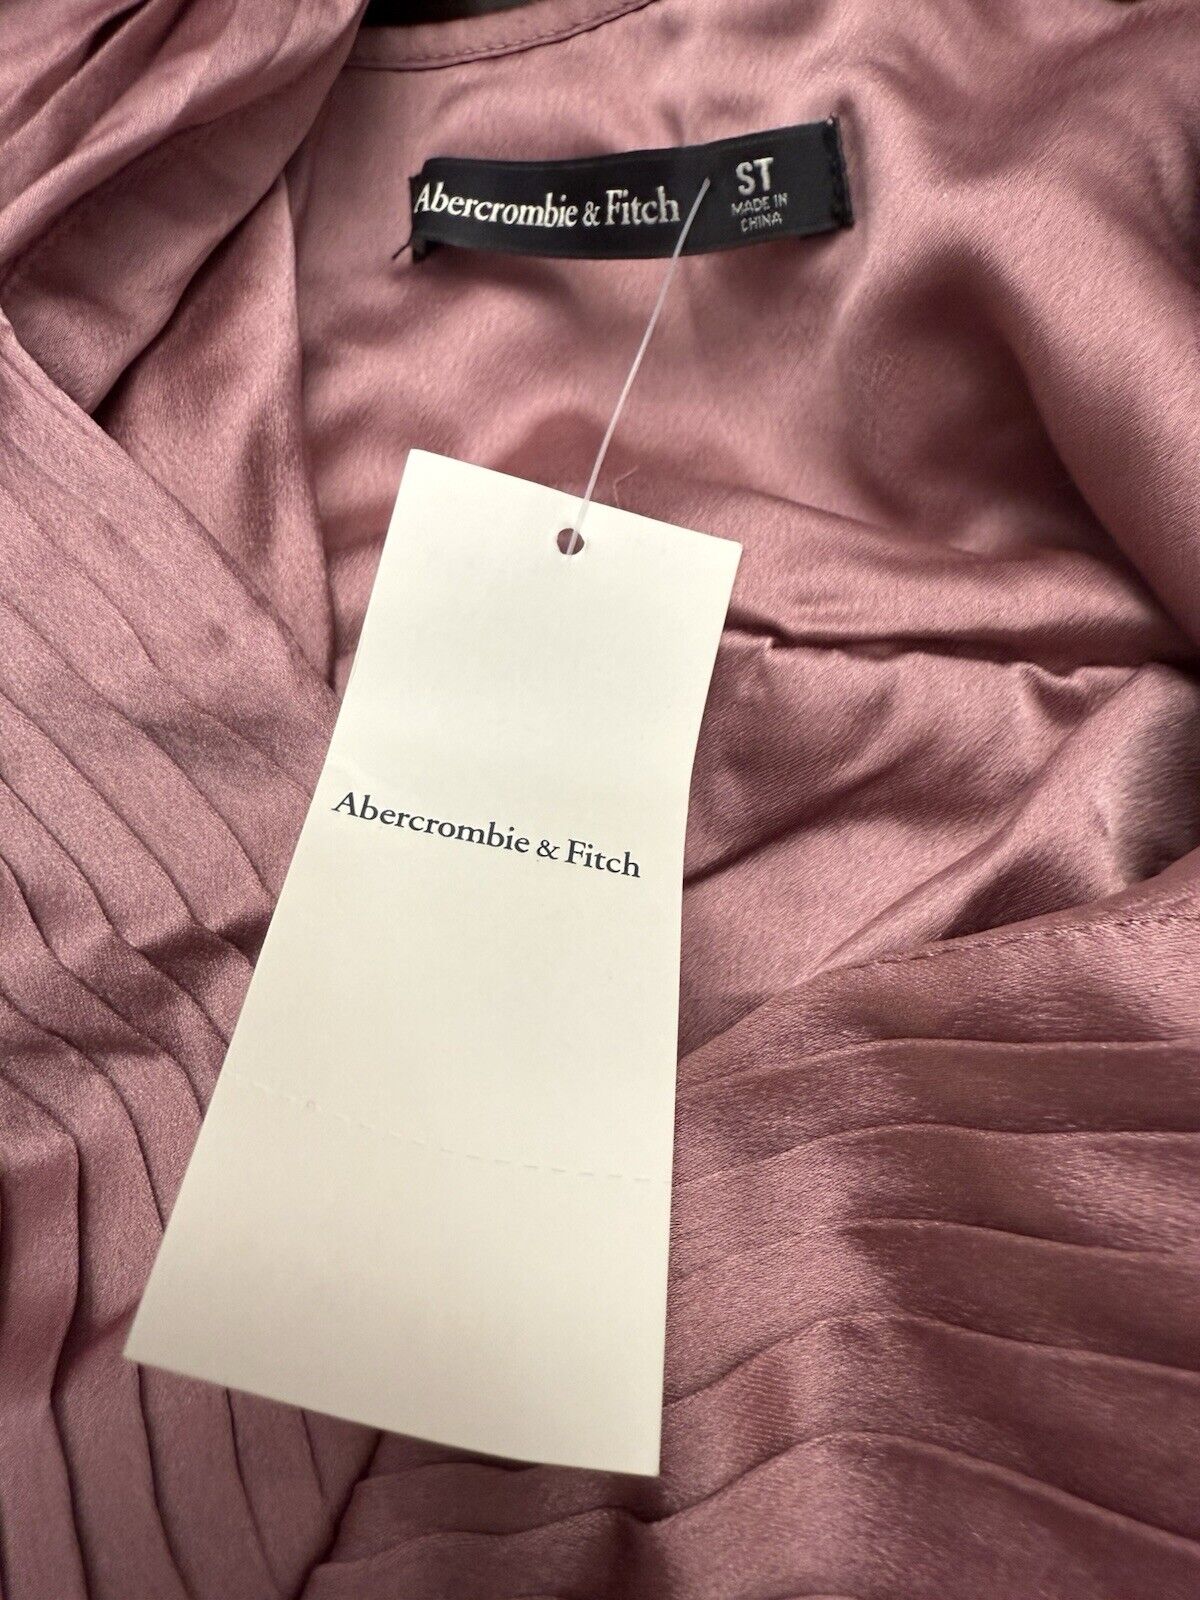 Abercrombie & Fitch
ST
MADE IN
CHINA
Abercrombie & Fitch